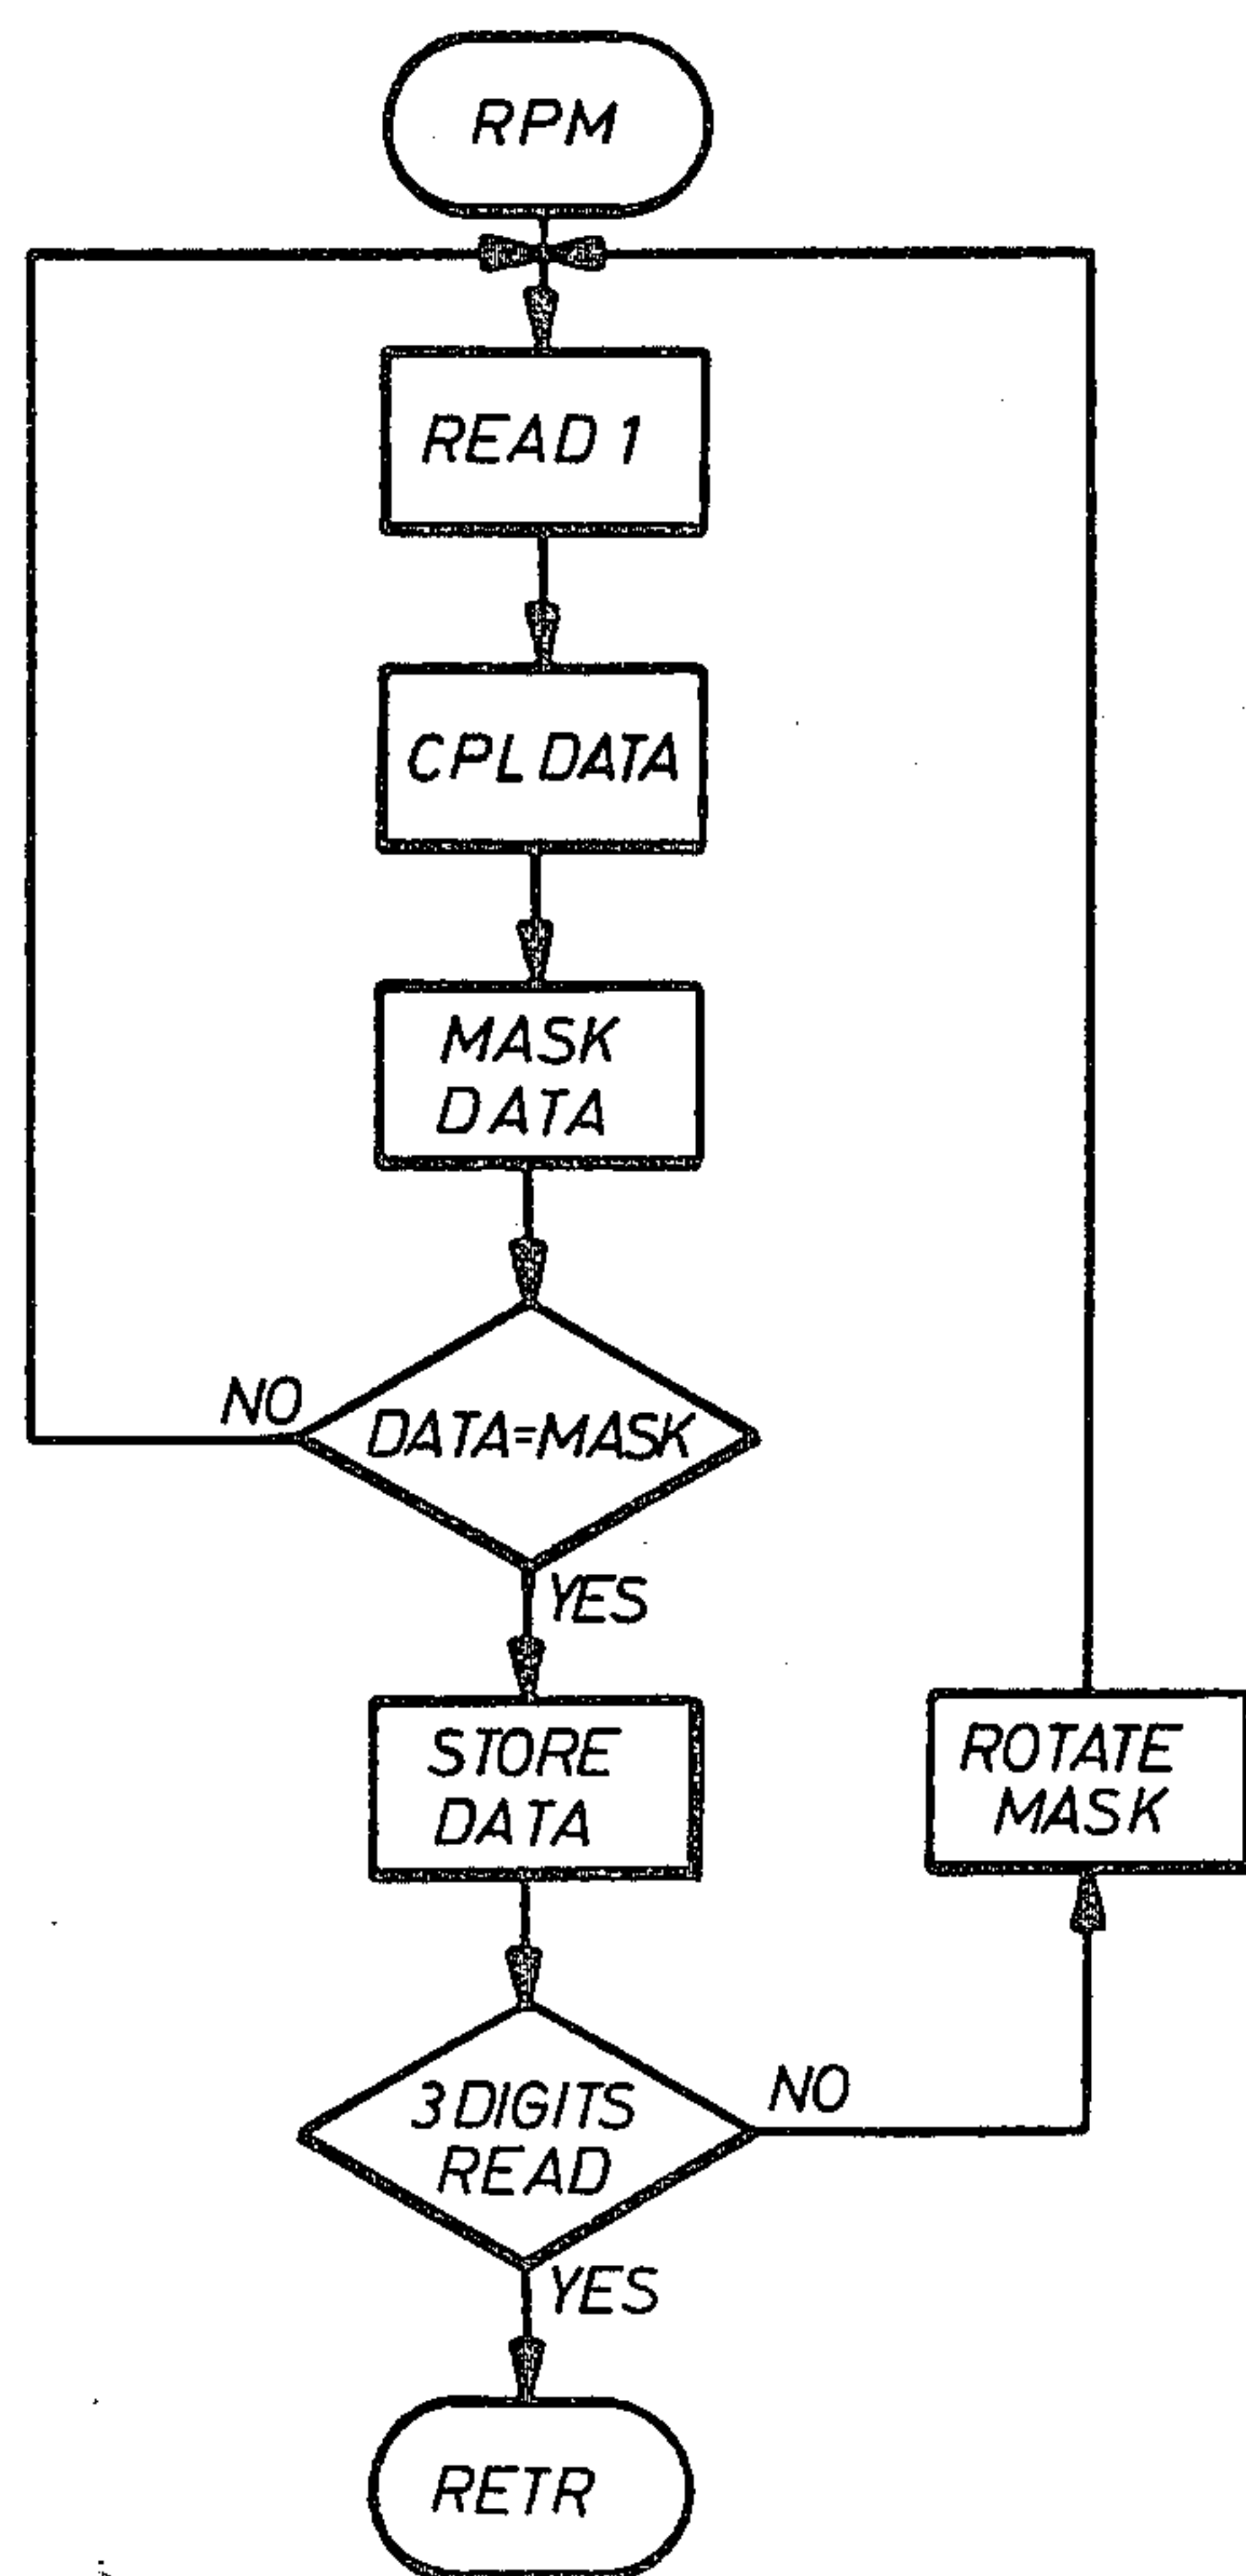 RPM
READ 1
CPL DATA
MASK
DATA
NO
DATA=MASK
YES
STORE
DATA
ROTATE
MASK
3 DIGITS
READ
NO
YES
RETR